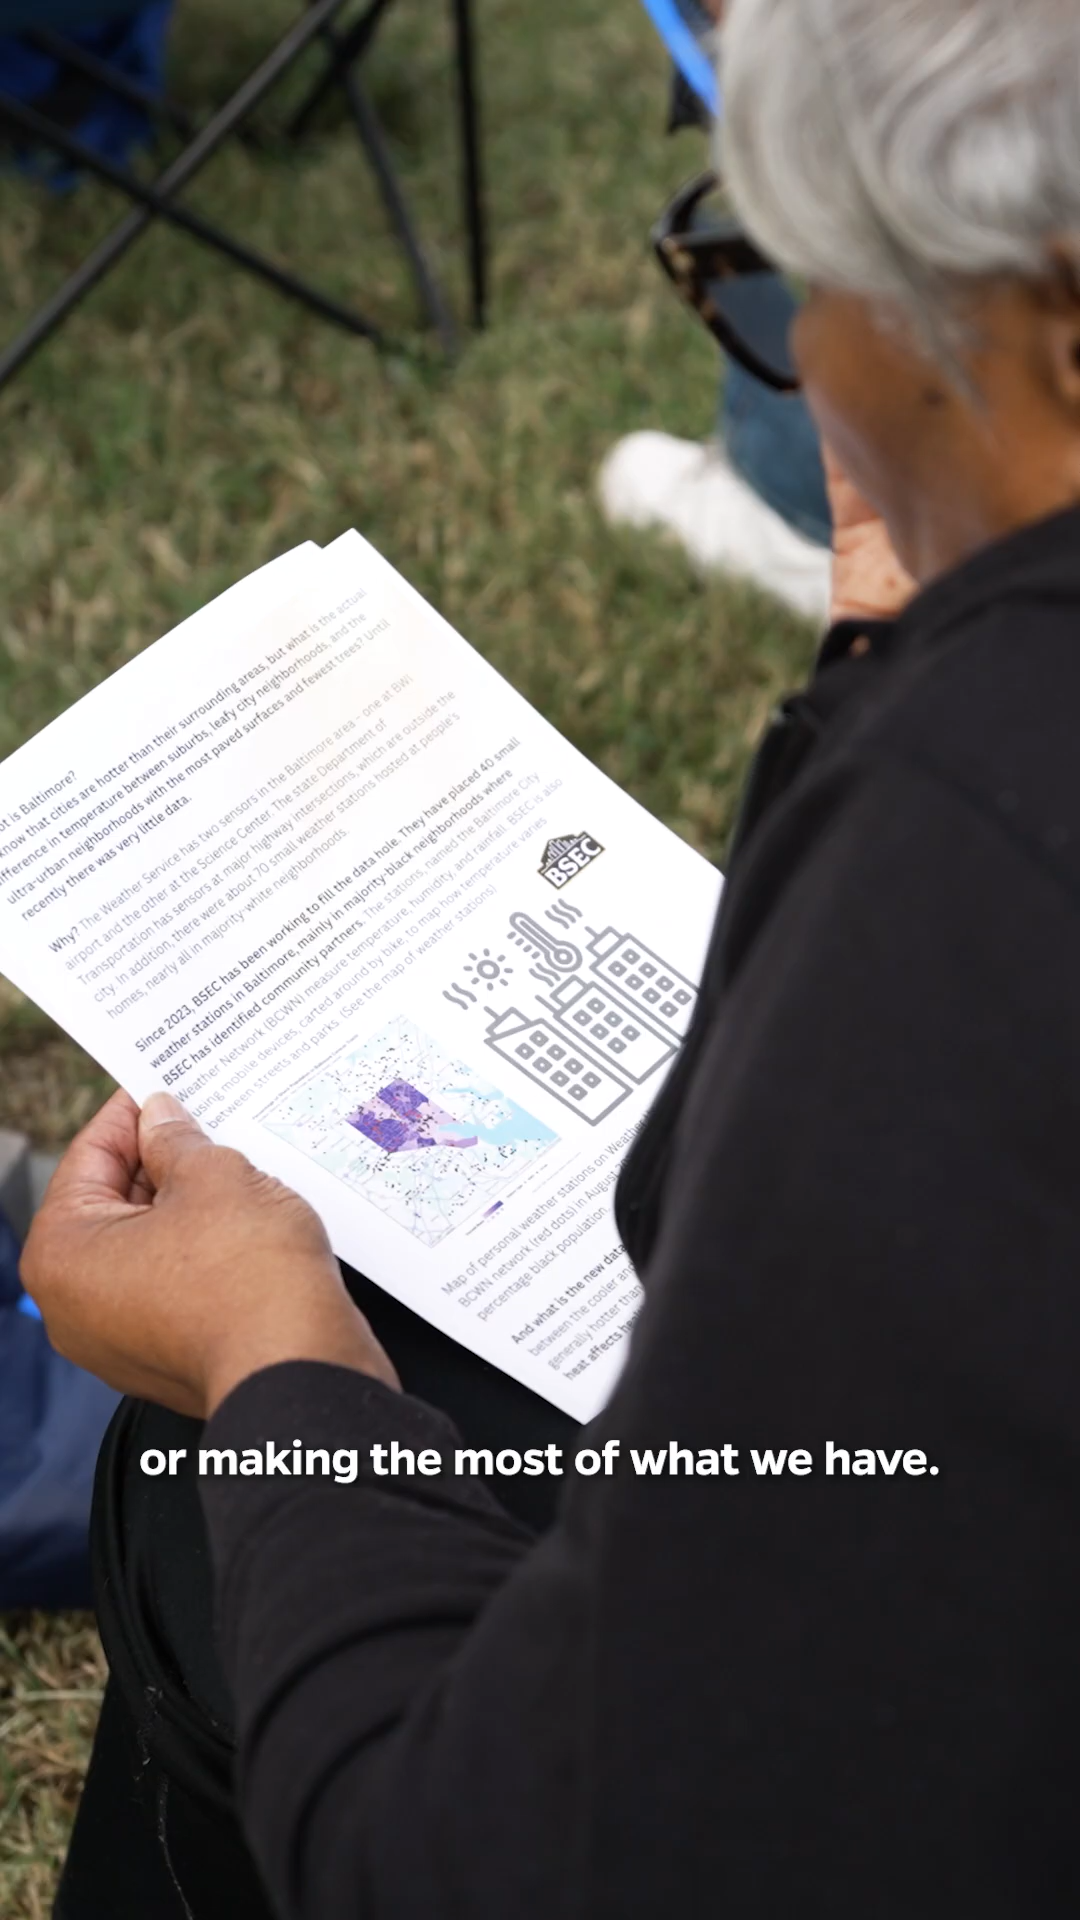 ot is Baltimore?
know that cities are hotter than their surrounding areas, but what is the actual
ifference in temperature between suburbs, leafy city neighborhoods, and the
ultra-urban neighborhoods with the most paved surfaces and fewest trees? Until
recently there was very little data.
Why? The Weather Service has two sensors in the Baltimore area – one at BWI
airport and the other at the Science Center. The state Department of
Transportation has sensors at major highway intersections, which are outside the
city. In addition, there were about 70 small weather stations hosted at people's
homes, nearly all in majority-white neighborhoods.
Since 2023, BSEC has been working to fill the data hole. They have placed 40 small
weather stations in Baltimore, mainly in majority-black neighborhoods where
BSEC has identified community partners. The stations, named the Baltimore City
Weather Network (BCWN) measure temperature, humidity, and rainfall. BSEC is also
using mobile devices, carted around by bike, to map how temperature varies
between streets and parks. (See the map of weather stations)
BSEC
Map of personal weather stations on Weather
BCWN network (red dots) in August
percentage black population.
And what is the new data
between the cooler and
generally hotter than
heat affects hea
or making the most of what we have.